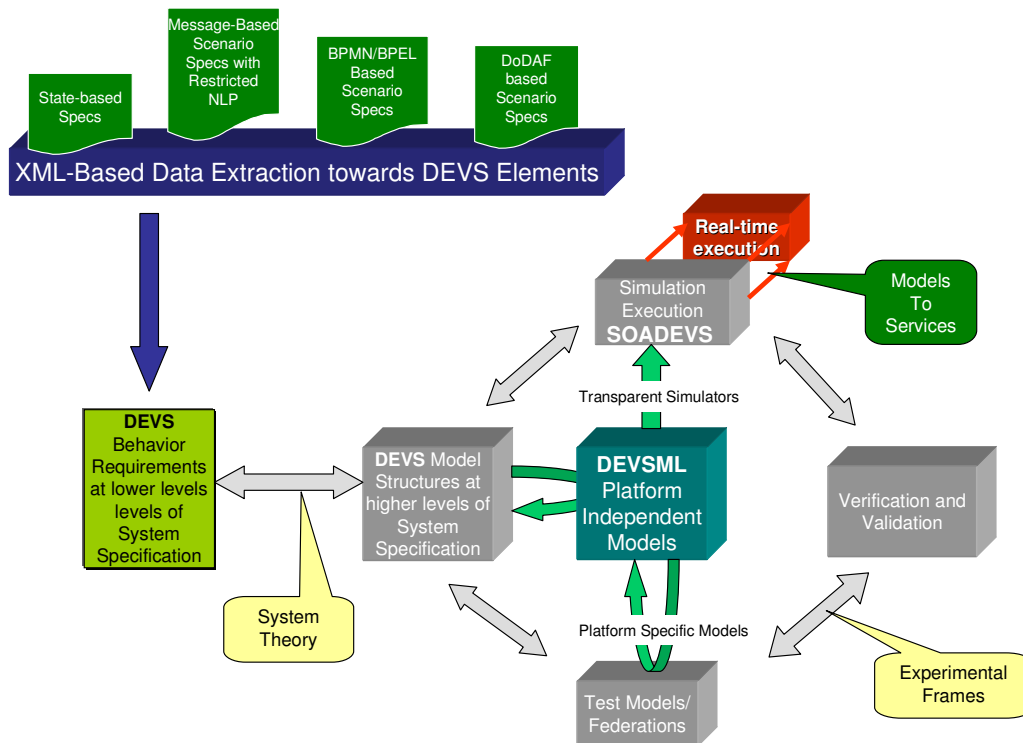 State-based
Specs
Message-Based
Scenario
Specs with
Restricted
NLP
BPMN/BPEL
Based
Scenario
Specs
DoDAF
based
Scenario
Specs
XML-Based Data Extraction towards DEVS Elements
Real-time
execution
Models
To
Services
Simulation
Execution
SOADEVS
Transparent Simulators
DEVS
Behavior
Requirements
at lower levels
levels of
System
Specification
DEVS Model
Structures at
higher levels of
System
Specification
DEVSML
Platform
Independent
Models
Verification and
Validation
System
Theory
Platform Specific Models
Test Models/
Federations
Experimental
Frames